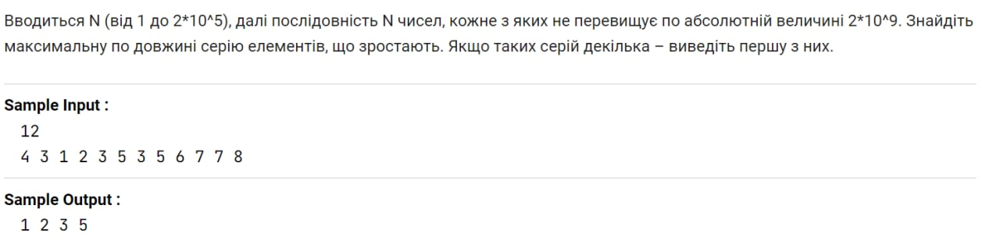 Вводиться N (від 1 до 2*10^5), далі послідовність N чисел, кожне з яких не перевищує по абсолютній величині 2*10^9. Знайдіть
максимальну по довжині серію елементів, що зростають. Якщо таких серій декілька – виведіть першу з них.
Sample Input :
12
4 3 1 2 3 5 3 5 6 7 7 8
Sample Output :
1 2 3 5